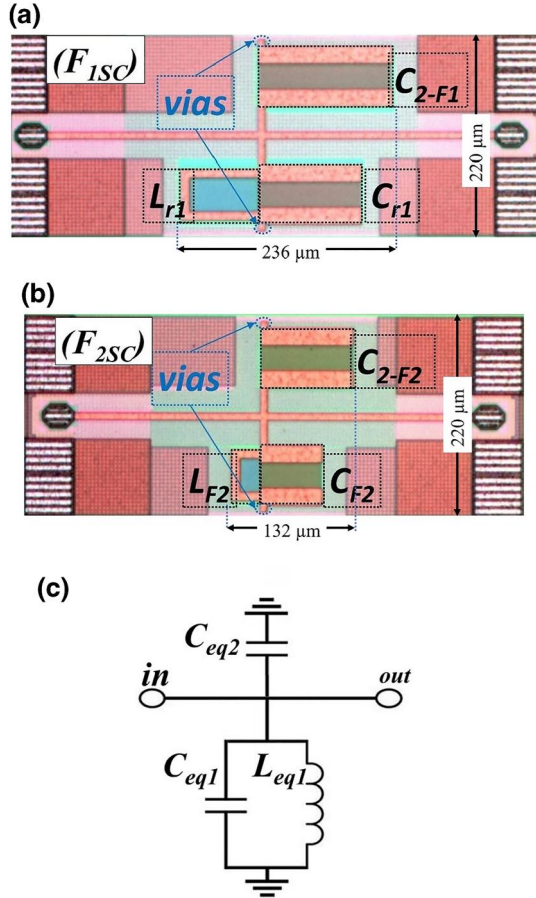 (a)
(F1SC)
vias
C2-F1
Lr1
Cr1
220 µm
236 µm
(b)
(F2SC)
vias
C2-F2
LF2
CF2
220 µm
132 µm
(c)
Ceq2
in
out
Ceq1
Leq1